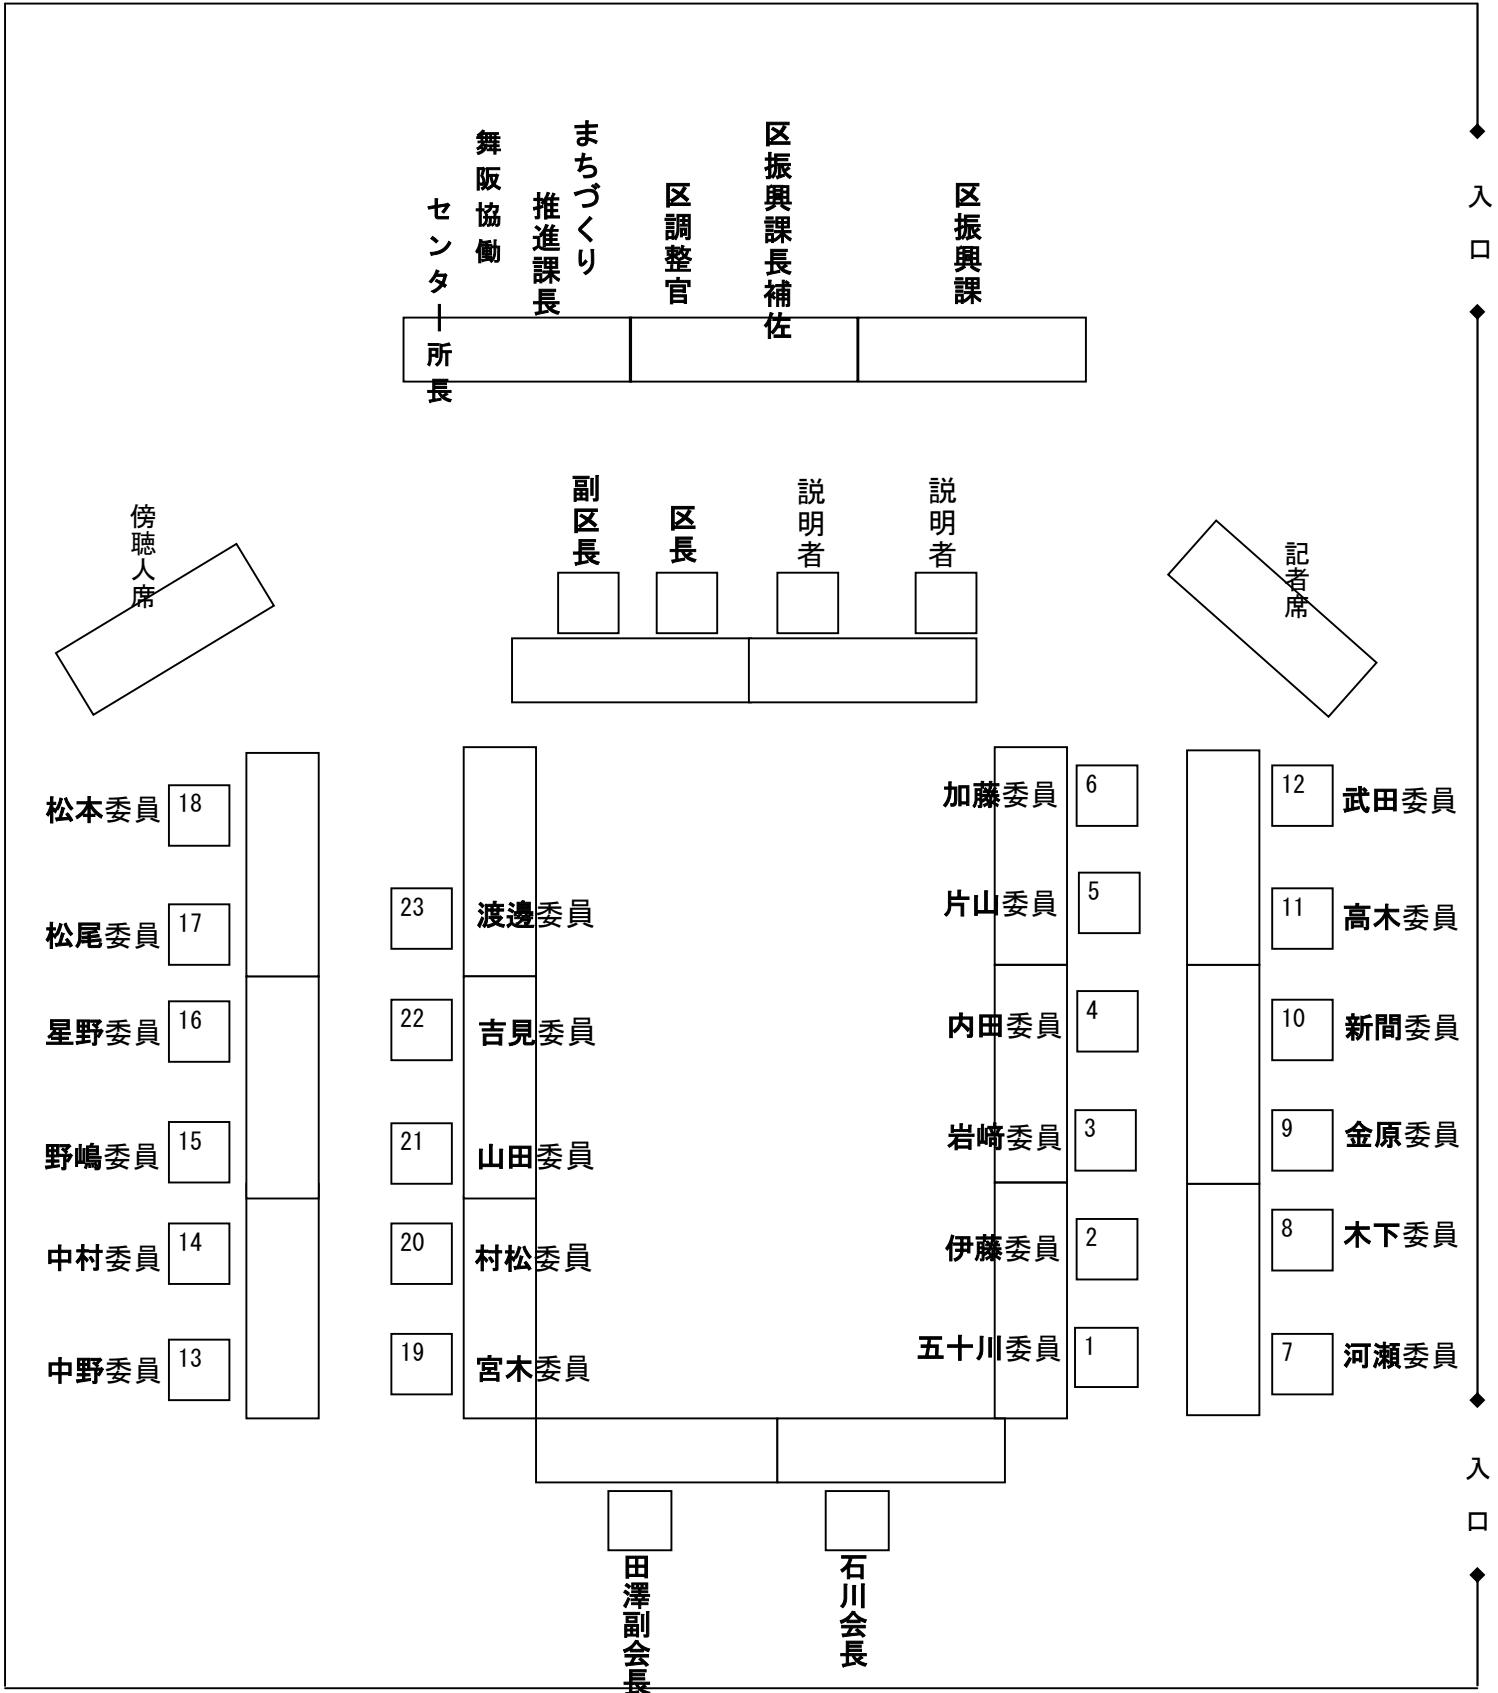 舞阪協働
センター所長
まちづくり
推進課長
区調整官
区振興課長補佐
区振興課
入口
副区長
区長
説明者
説明者
傍聴人席
記者席
松本委員 18
加藤委員 6
12 武田委員
松尾委員 17
23 渡邊委員
片山委員 5
11 高木委員
星野委員 16
22 吉見委員
内田委員 4
10 新間委員
野嶋委員 15
21 山田委員
岩﨑委員 3
9 金原委員
中村委員 14
20 村松委員
伊藤委員 2
8 木下委員
中野委員 13
19 宮木委員
五十川委員 1
7 河瀬委員
入口
田澤副会長
石川会長